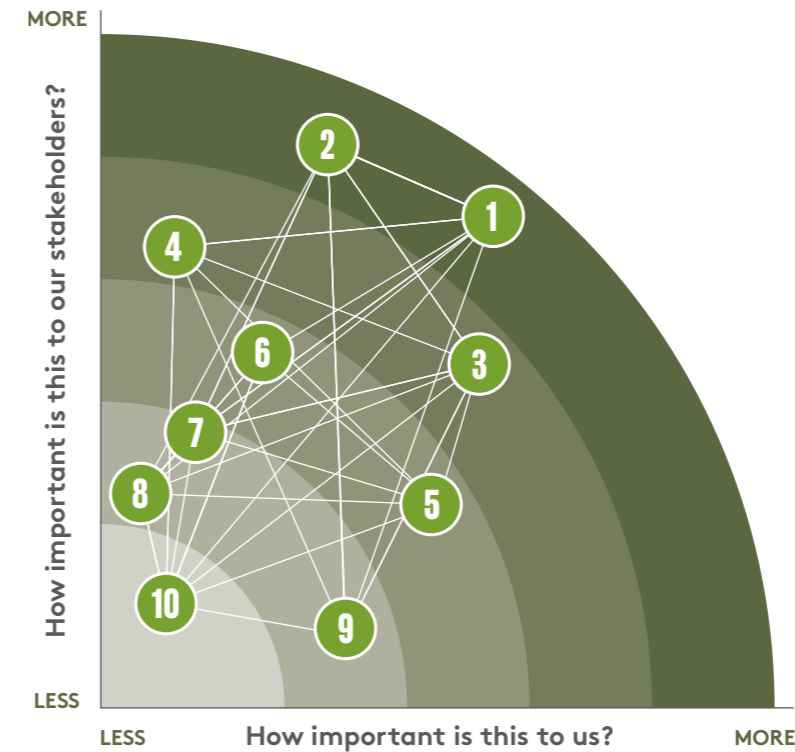 MORE
How important is this to our stakeholders?
2
1
4
6
3
7
8
5
10
9
LESS
LESS
How important is this to us?
MORE